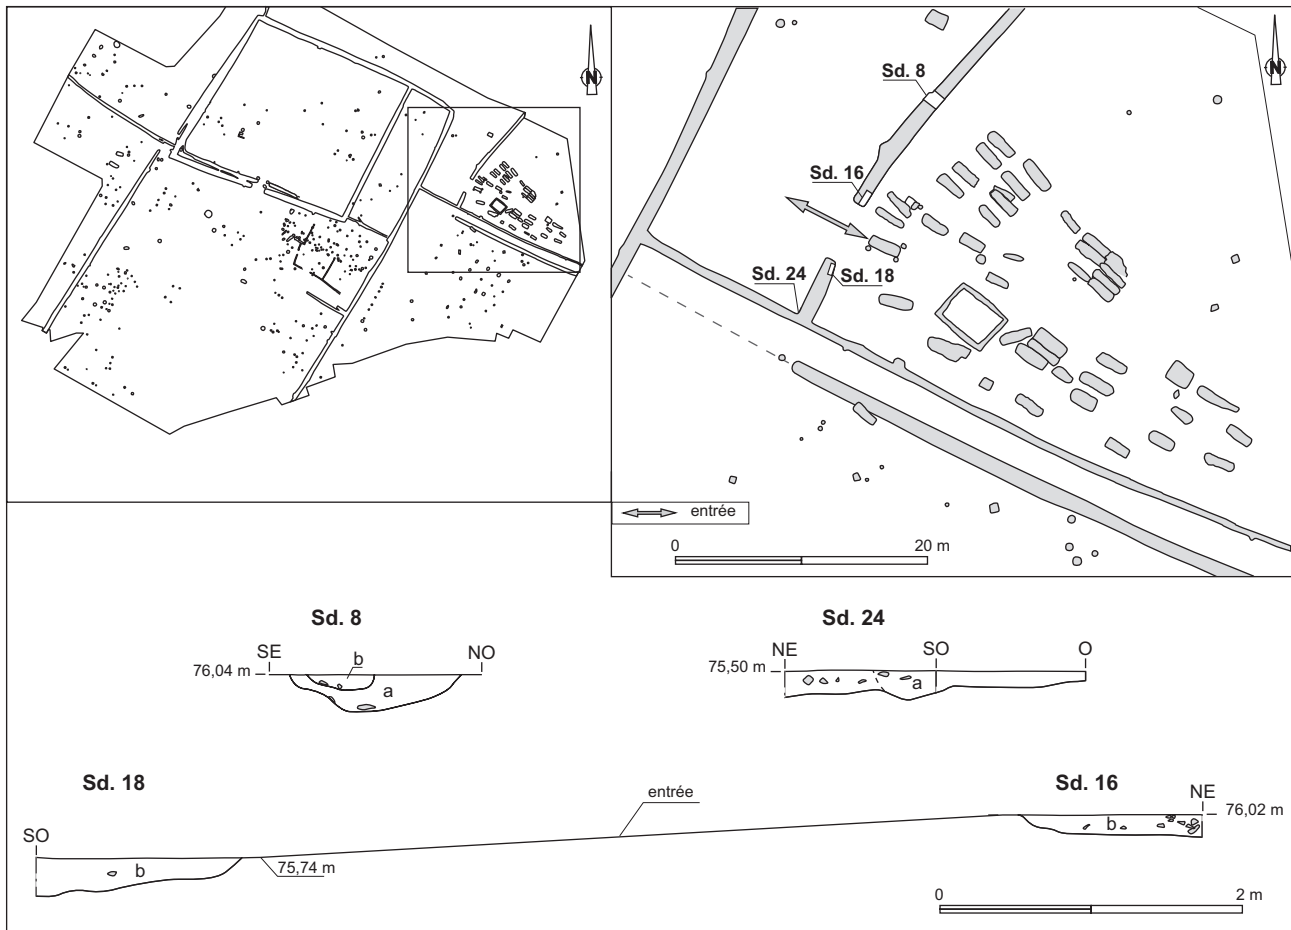 N
N
Sd. 8
Sd. 16
Sd. 24
Sd. 18
entrée
0 20 m
Sd. 8
SE NO
76,04 m
b
a
Sd. 24
NE SO O
75,50 m
a
Sd. 18
SO
b
75,74 m
entrée
Sd. 16
NE
76,02 m
b
0 2 m